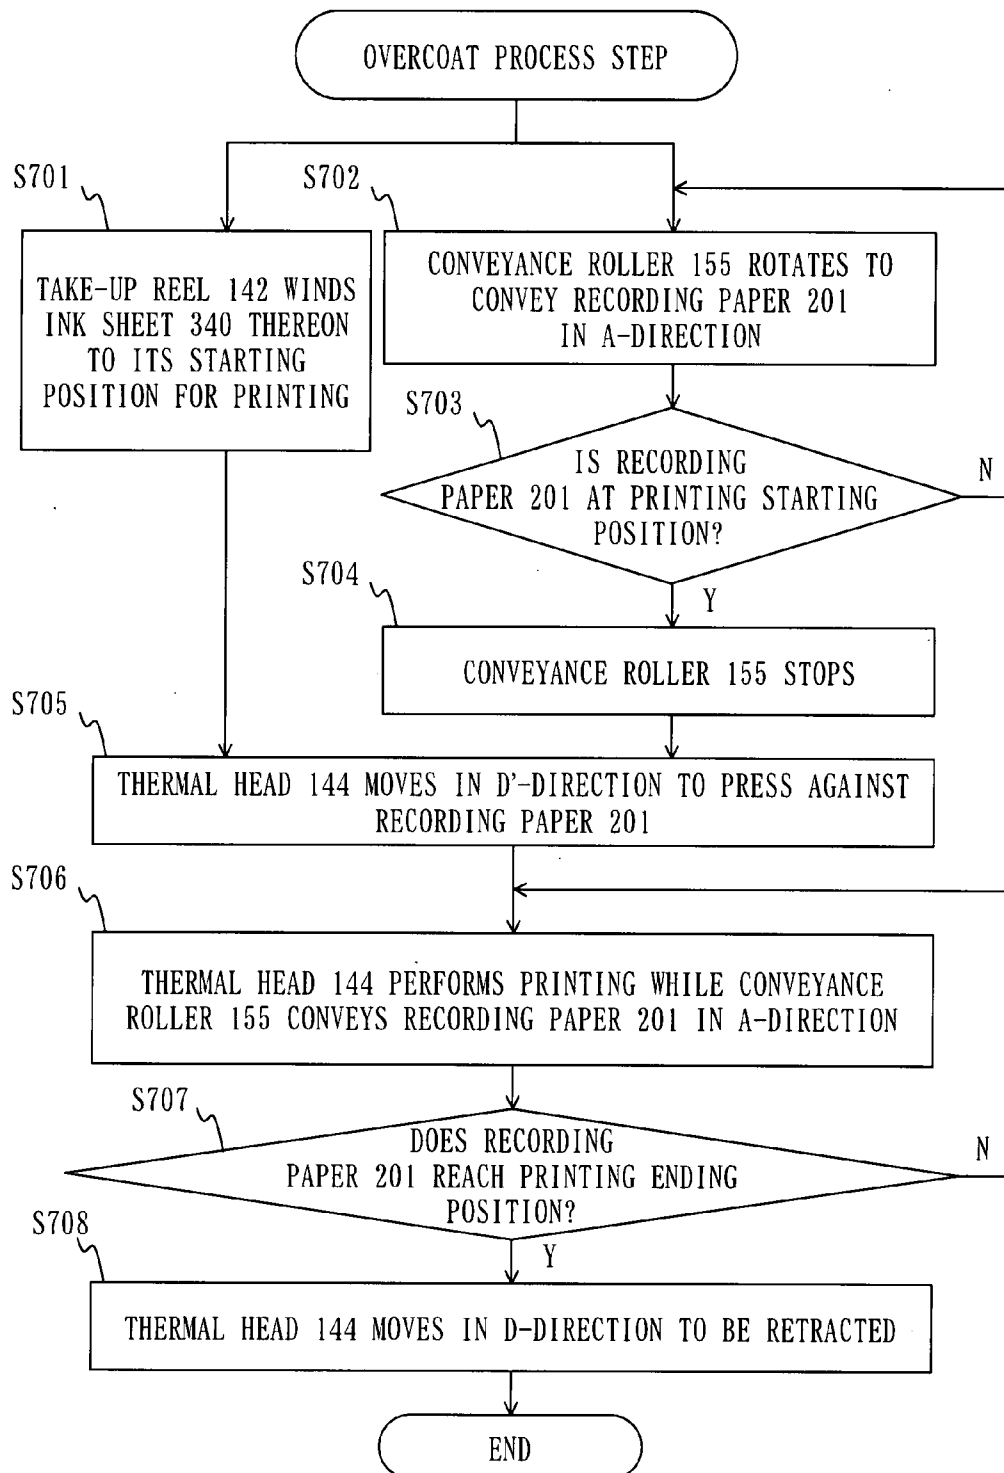 OVERCOAT PROCESS STEP
S701
S702
TAKE-UP REEL 142 WINDS
INK SHEET 340 THEREON
TO ITS STARTING
POSITION FOR PRINTING
CONVEYANCE ROLLER 155 ROTATES TO
CONVEY RECORDING PAPER 201
IN A-DIRECTION
S703
IS RECORDING
PAPER 201 AT PRINTING STARTING
POSITION?
N
S704
Y
CONVEYANCE ROLLER 155 STOPS
S705
THERMAL HEAD 144 MOVES IN D'-DIRECTION TO PRESS AGAINST
RECORDING PAPER 201
S706
THERMAL HEAD 144 PERFORMS PRINTING WHILE CONVEYANCE
ROLLER 155 CONVEYS RECORDING PAPER 201 IN A-DIRECTION
S707
DOES RECORDING
PAPER 201 REACH PRINTING ENDING
POSITION?
N
S708
Y
THERMAL HEAD 144 MOVES IN D-DIRECTION TO BE RETRACTED
END